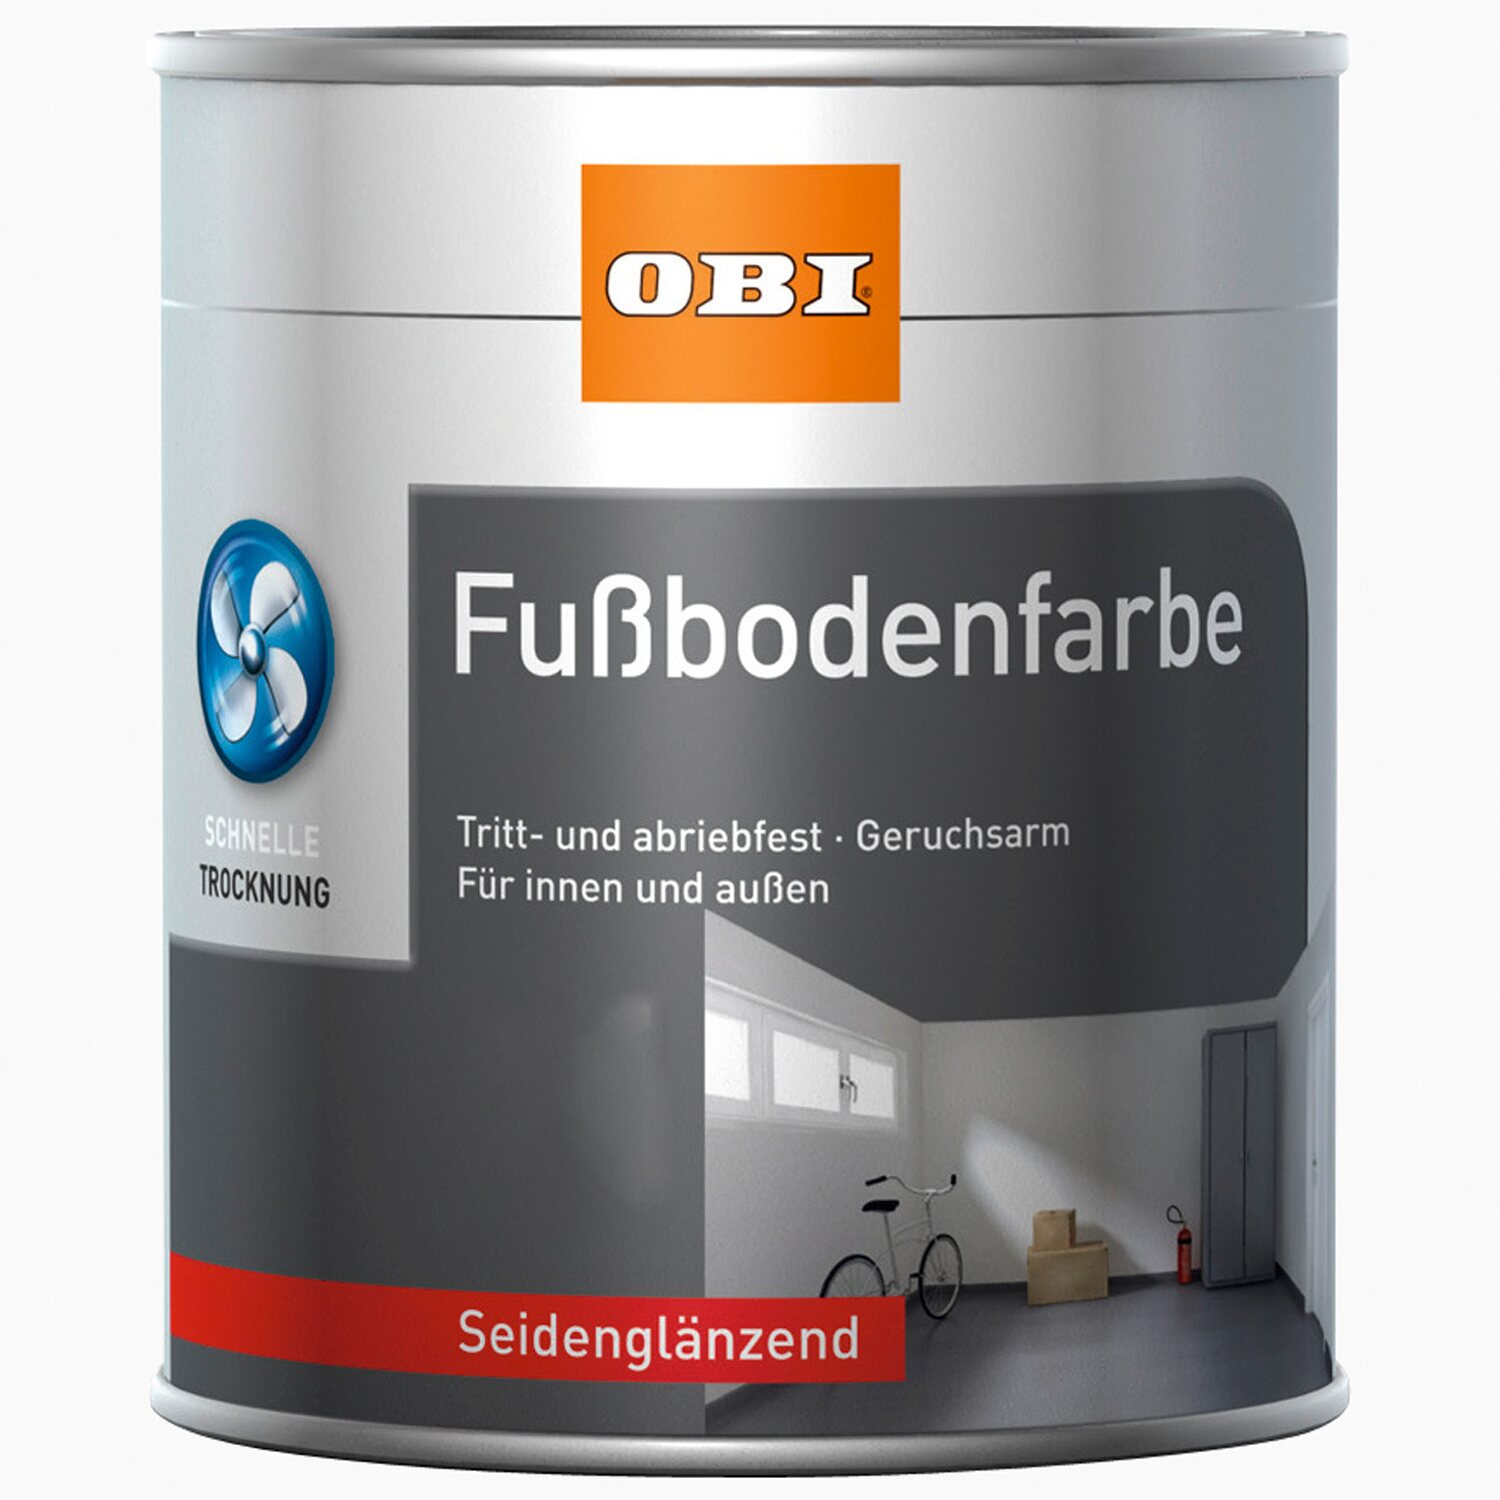 OBI®
Fußbodenfarbe
Tritt- und abriebfest · Geruchsarm
Für innen und außen
SCHNELLE
TROCKNUNG
Seidenglänzend